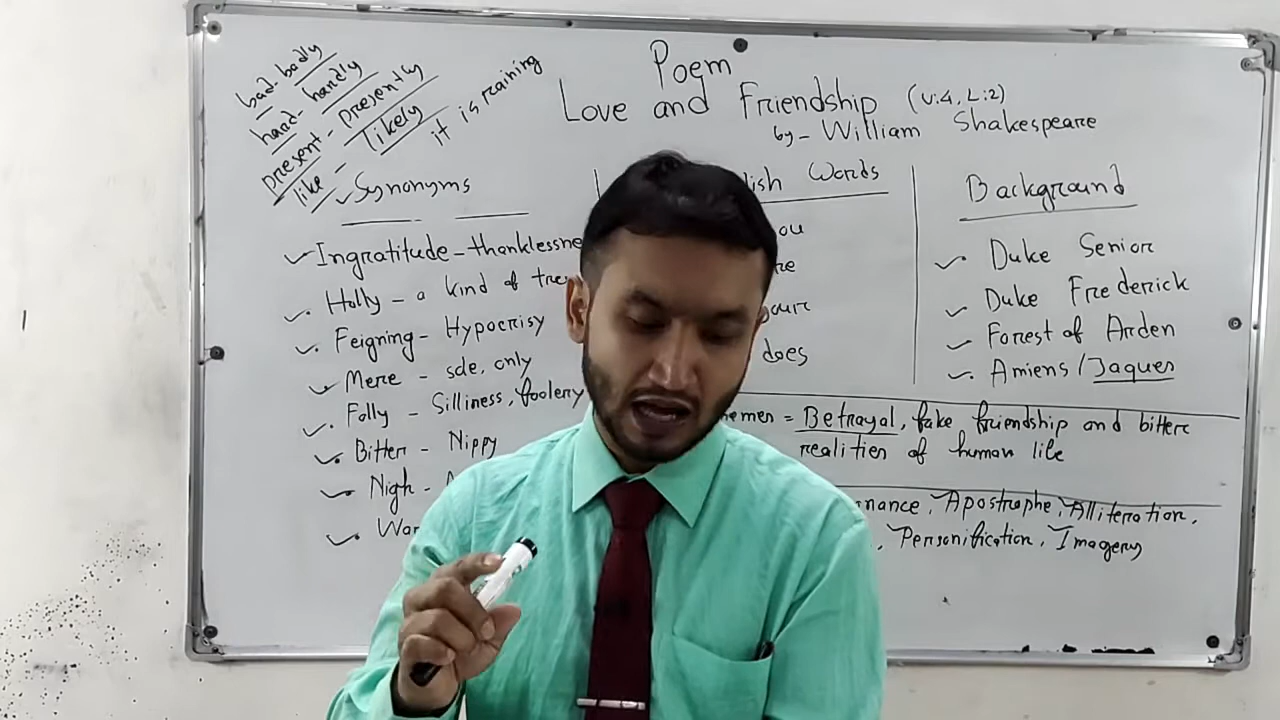 bad-badly
hard-hardly
present-presently
like-likely
it is raining
Poem
Love and Friendship (U:4, L:2)
by- William Shakespeare
Synonyms
Ingratitude-thanklessne
Holly- a kind of tre
Feigning- Hypocrisy
Mere - sole, only
Folly - Silliness, foolery
Bitter - Nippy
Nigh -
War
lish Words
ou
re
does
Background
Duke Senior
Duke Frederick
Forest of Arden
Amiens/Jaques
= Betrayal, fake friendship and bitter
realities of human life
nance, Apostrophe, Alliteration,
Personification, Imagery